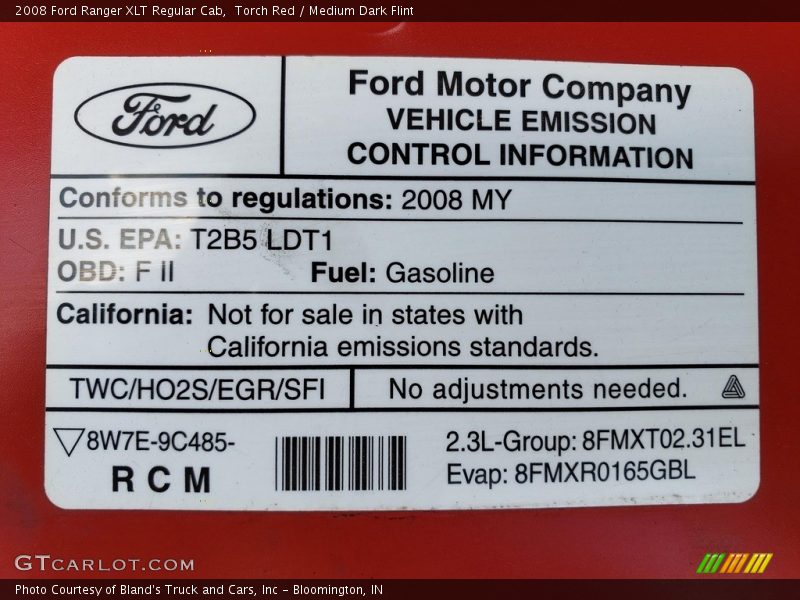 2008 Ford Ranger XLT Regular Cab,  Torch Red / Medium Dark Flint
Ford
Ford Motor Company
VEHICLE EMISSION
CONTROL INFORMATION
Conforms to regulations: 2008 MY
U.S. EPA: T2B5 LDT1
OBD: F II Fuel: Gasoline
California: Not for sale in states with
California emissions standards.
TWC/HO2S/EGR/SFI
No adjustments needed.
8W7E-9C485-
R C M
2.3L-Group: 8FMXT02.31EL
Evap: 8FMXR0165GBL
GTCARLOT.COM
Photo Courtesy of Bland's Truck and Cars, Inc - Bloomington, IN